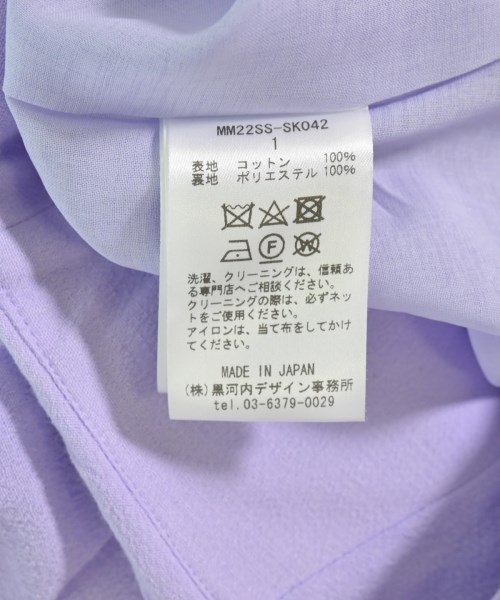 MM22SS-SK042
1
表地 コットン 100%
裏地 ポリエステル 100%
洗濯、クリーニングは、信頼あ
る専門店へご相談ください。
クリーニングの際は、必ずネッ
トをご使用ください。
アイロンは、当て布をしてかけ
てください。
MADE IN JAPAN
(株)黒河内デザイン事務所
tel.03-6379-0029